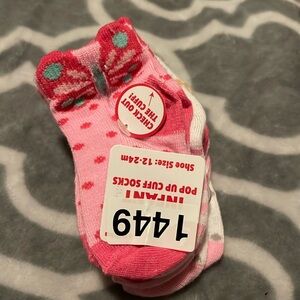 CHECK OUT
THE CUFF!
1449
INFANT
POP UP CUFF SOCKS
Shoe Size: 12-24m